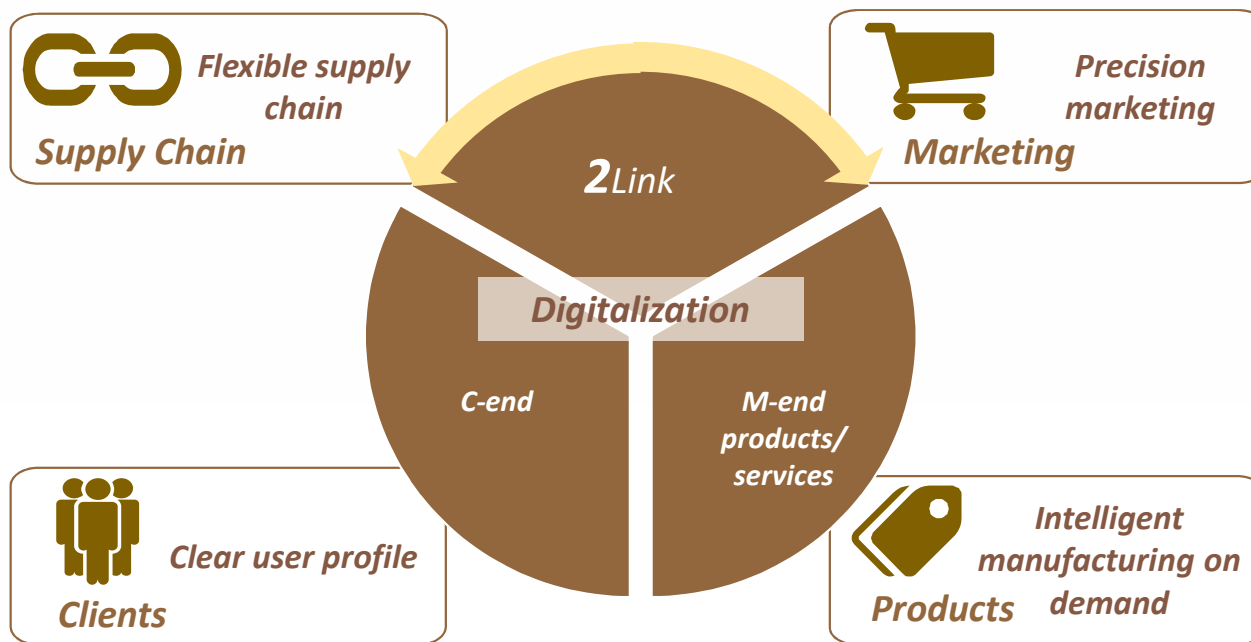 Flexible supply
chain
Supply Chain
Precision
marketing
Marketing
2Link
Digitalization
C-end
M-end
products/
services
Clear user profile
Clients
Intelligent
manufacturing on
demand
Products